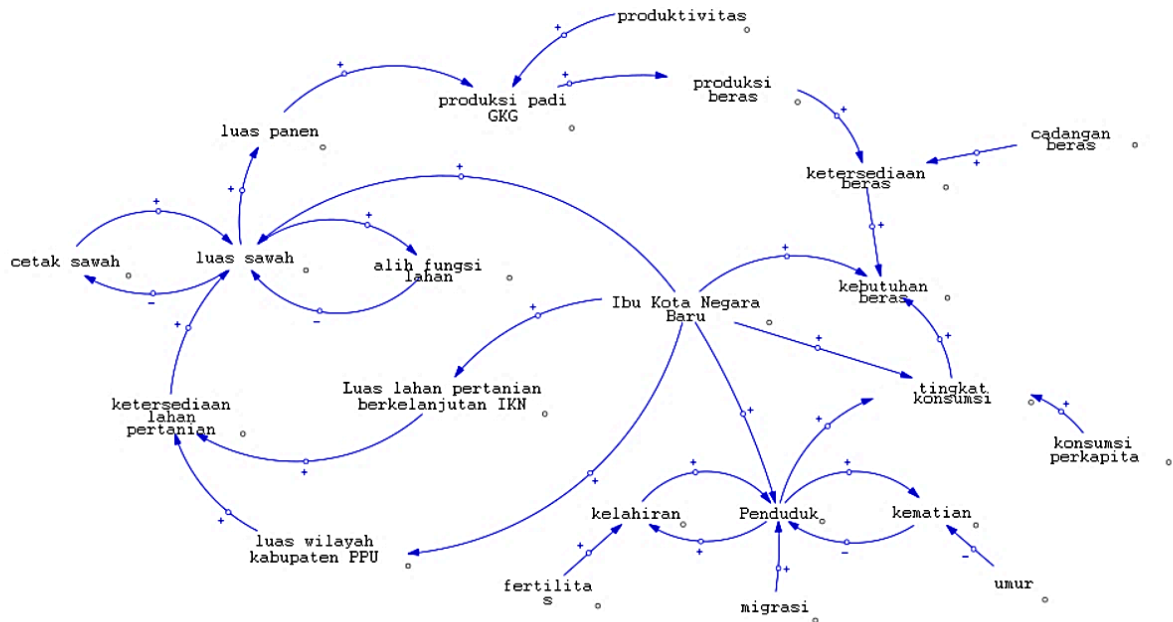 produktivitas
produksi padi
GKG
produksi
beras
luas panen
cadangan
beras
ketersediaan
beras
cetak sawah
luas sawah
alih fungsi
lahan
kebutuhan
beras
Ibu Kota Negara
Baru
Luas lahan pertanian
berkelanjutan IKN
tingkat
konsumsi
ketersediaan
lahan
pertanian
konsumsi
perkapita
kelahiran
Penduduk
kematian
luas wilayah
kabupaten PPU
fertilita
s
migrasi
umur